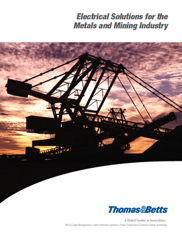 Electrical Solutions for the
Metals and Mining Industry
Thomas&Betts
A Global Leader in Innovation...